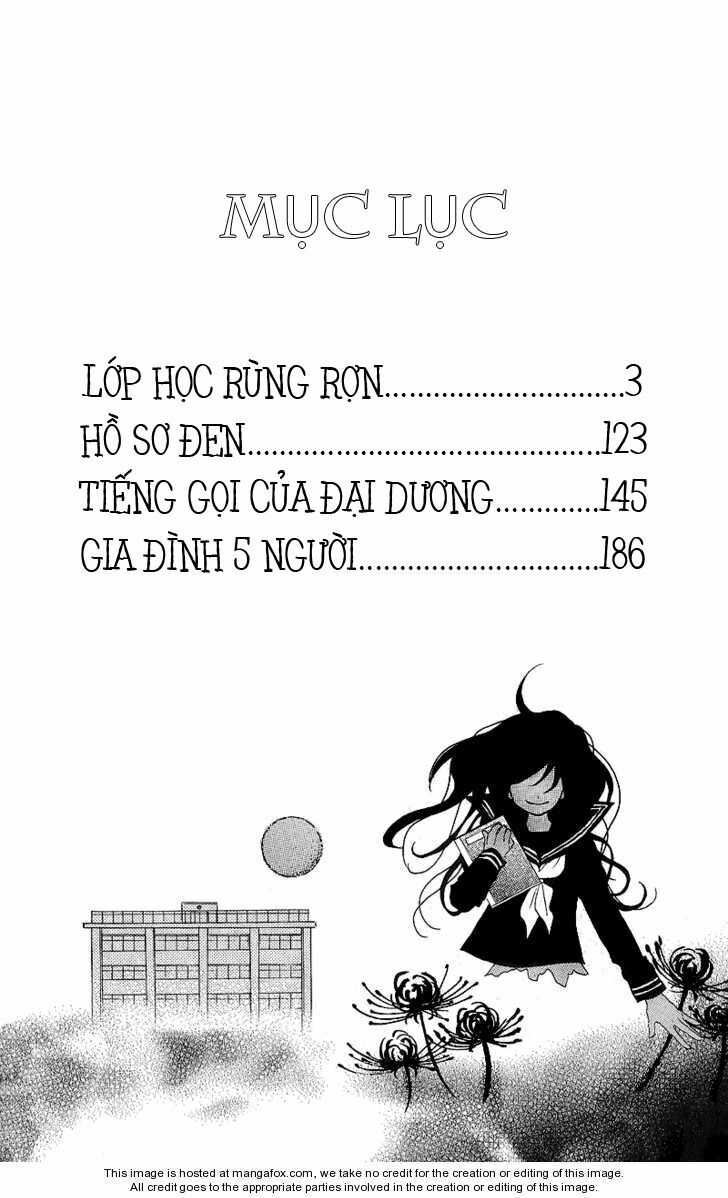 MỤC LỤC
LỚP HỌC RÙNG RỢN..............................3
HỒ SƠ ĐEN............................................123
TIẾNG GỌI CỦA ĐẠI DƯƠNG.............145
GIA ĐÌNH 5 NGƯỜI..............................186
This image is hosted at mangafox.com, we take no credit for the creation or editing of this image.
All credit goes to the appropriate parties involved in the creation or editing of this image.